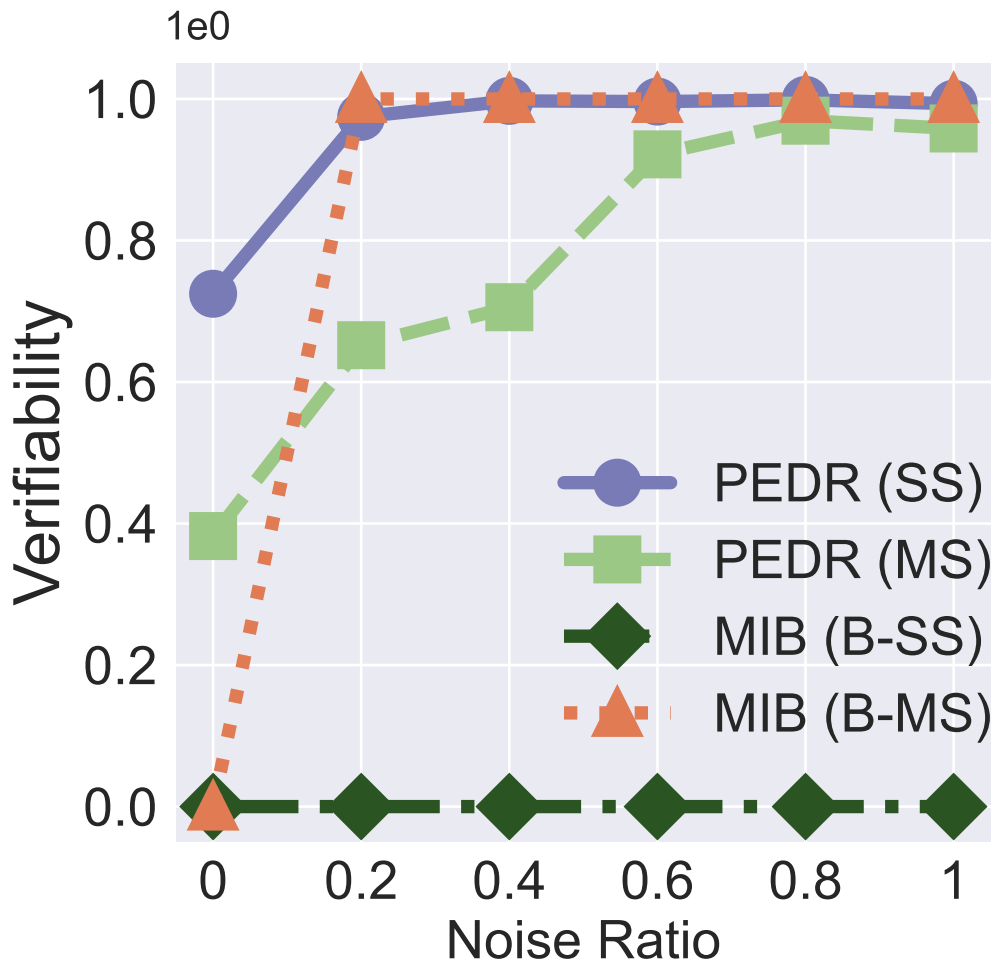 1e0
1.0
0.8
0.6
0.4
0.2
0.0
Verifiability
PEDR (SS)
PEDR (MS)
MIB (B-SS)
MIB (B-MS)
0 0.2 0.4 0.6 0.8 1
Noise Ratio